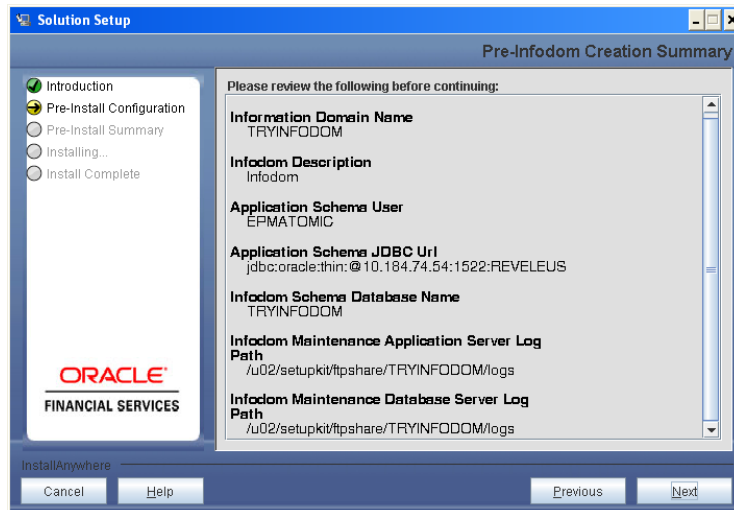 Solution Setup
Pre-Infodom Creation Summary
Introduction
Pre-Install Configuration
Pre-Install Summary
Installing...
Install Complete
ORACLE
FINANCIAL SERVICES
Please review the following before continuing:
Information Domain Name
TRYINFODOM
Infodom Description
Infodom
Application Schema User
EPMATOMIC
Application Schema JDBC Url
jdbc:oracle:thin:@10.184.74.54:1522:REVELEUS
Infodom Schema Database Name
TRYINFODOM
Infodom Maintenance Application Server Log
Path
/u02/setupkit/ftpshare/TRYINFODOM/logs
Infodom Maintenance Database Server Log
Path
/u02/setupkit/ftpshare/TRYINFODOM/logs
InstallAnywhere
Cancel
Help
Previous
Next